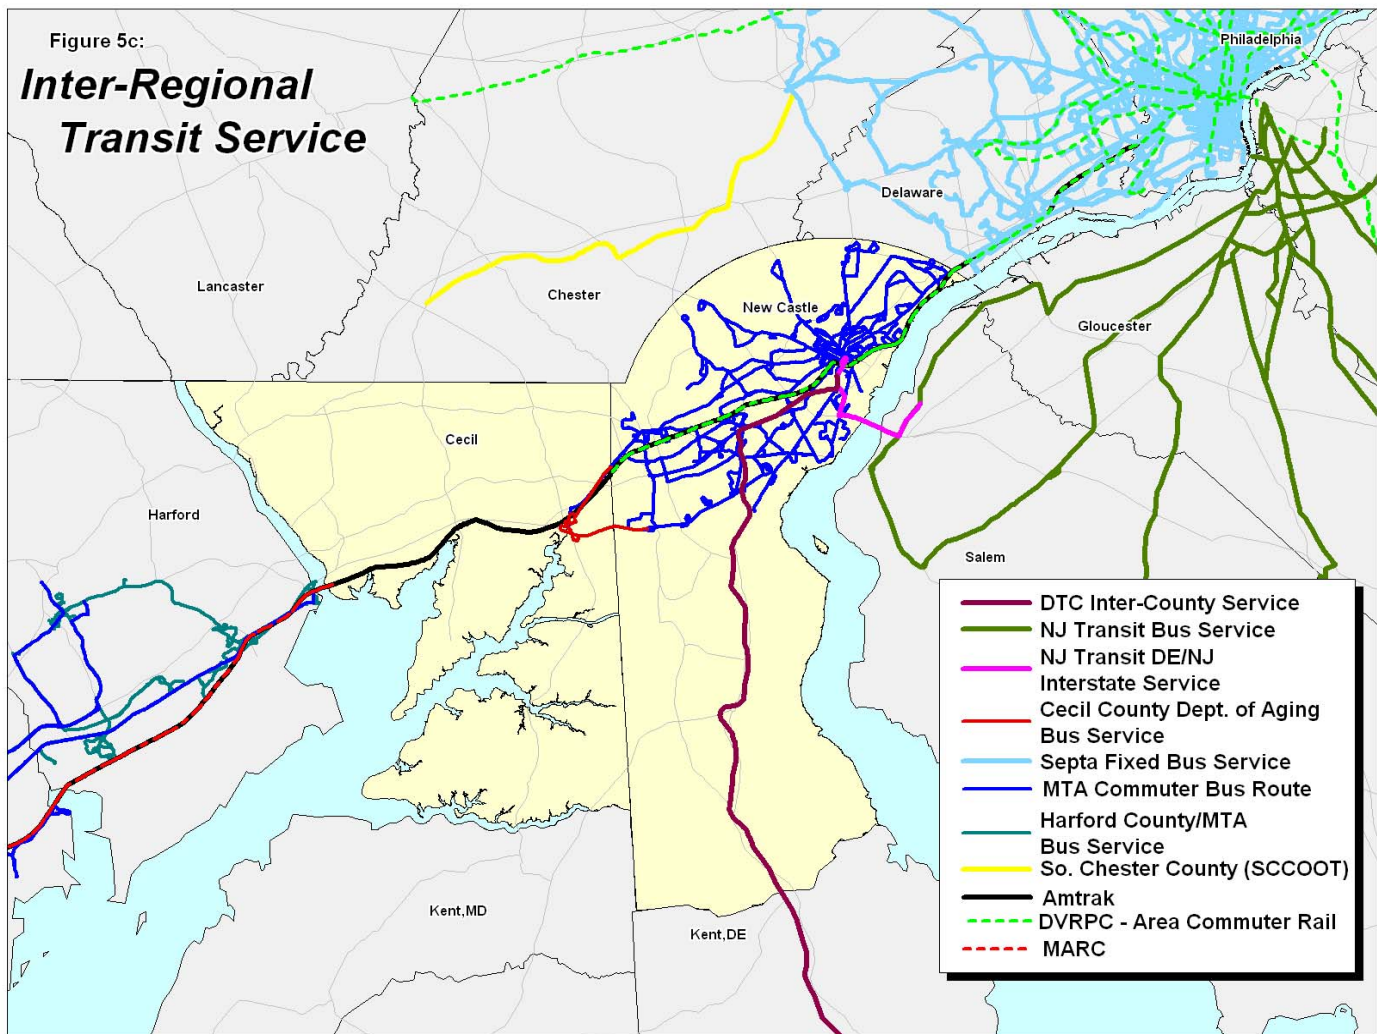 Figure 5c:
Inter-Regional
Transit Service
Philadelphia
Delaware
Lancaster
Chester
New Castle
Gloucester
Cecil
Harford
Salem
Kent,MD
Kent,DE
DTC Inter-County Service
NJ Transit Bus Service
NJ Transit DE/NJ
Interstate Service
Cecil County Dept. of Aging
Bus Service
Septa Fixed Bus Service
MTA Commuter Bus Route
Harford County/MTA
Bus Service
So. Chester County (SCCOOT)
Amtrak
DVRPC - Area Commuter Rail
MARC